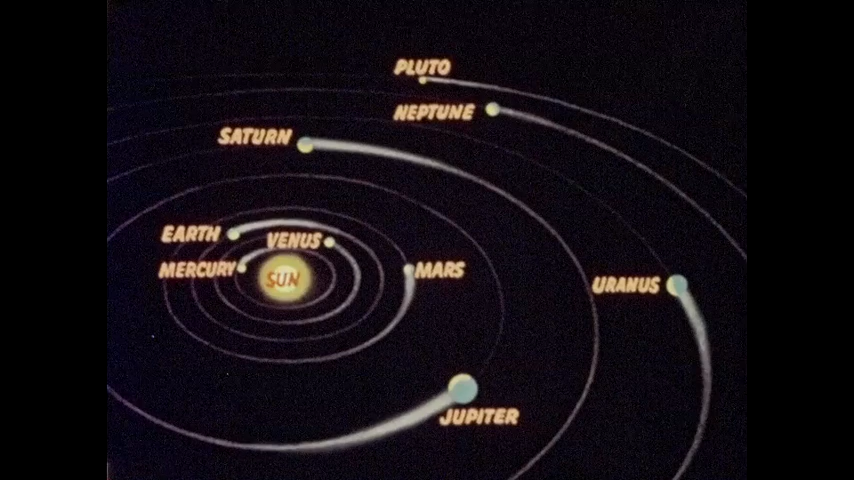 PLUTO
NEPTUNE
SATURN
EARTH
VENUS
MERCURY
SUN
MARS
URANUS
JUPITER